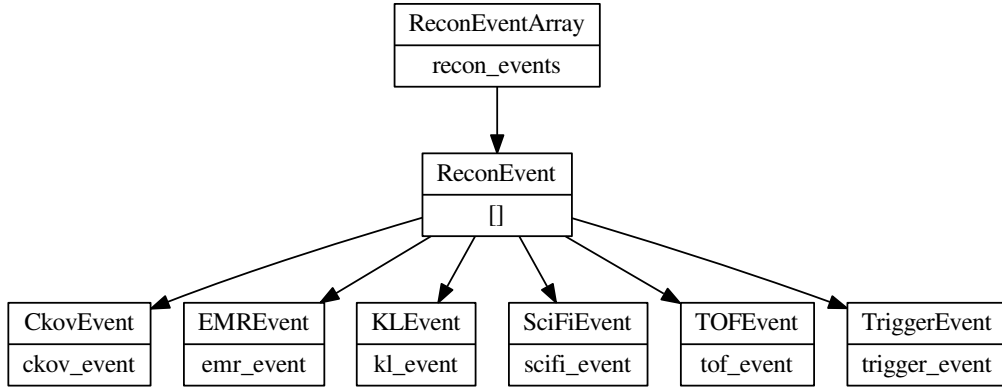 ReconEventArray
recon_events
ReconEvent
[]
CkovEvent
ckov_event
EMREvent
emr_event
KLEvent
kl_event
SciFiEvent
scifi_event
TOFEvent
tof_event
TriggerEvent
trigger_event